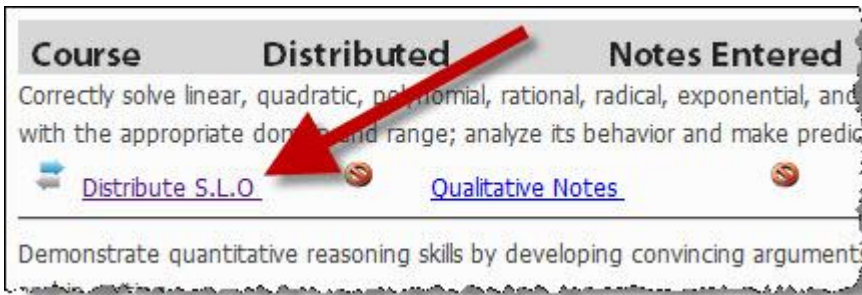 Course Distributed Notes Entered
Correctly solve linear, quadratic, polynomial, rational, radical, exponential, and
with the appropriate domain and range; analyze its behavior and make predic
Distribute S.L.O Qualitative Notes
Demonstrate quantitative reasoning skills by developing convincing arguments